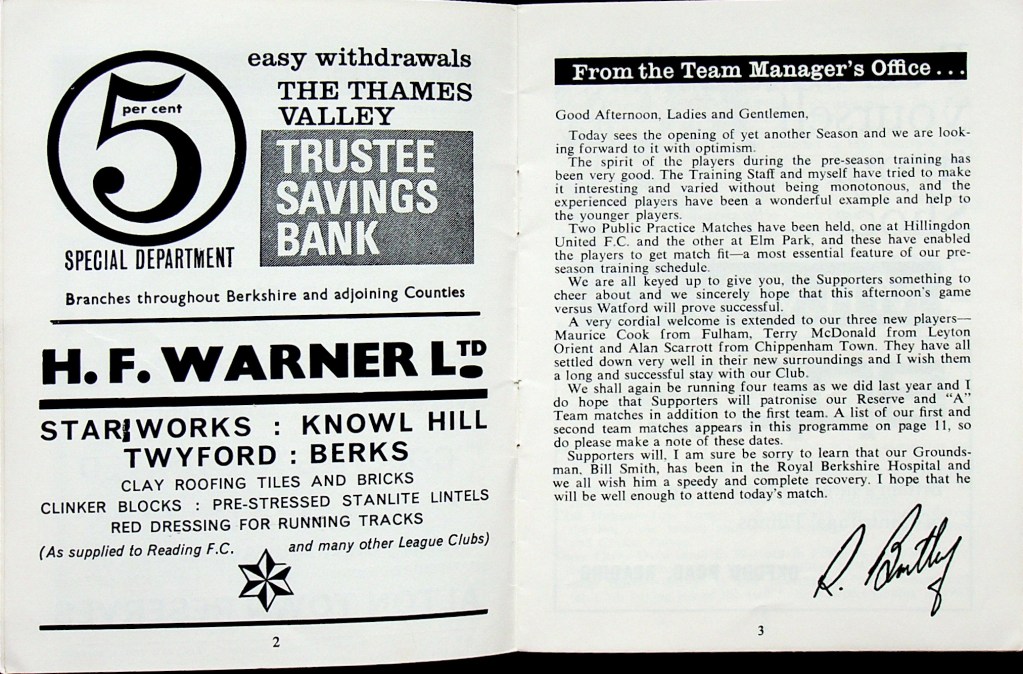 5
per cent
SPECIAL DEPARTMENT
easy withdrawals
THE THAMES
VALLEY
TRUSTEE
SAVINGS
BANK
Branches throughout Berkshire and adjoining Counties
H. F. WARNER LTD
STAR WORKS : KNOWL HILL
TWYFORD : BERKS
CLAY ROOFING TILES AND BRICKS
CLINKER BLOCKS : PRE-STRESSED STANLITE LINTELS
RED DRESSING FOR RUNNING TRACKS
(As supplied to Reading F.C. and many other League Clubs)
2
From the Team Manager's Office . . .
Good Afternoon, Ladies and Gentlemen,
Today sees the opening of yet another Season and we are look-
ing forward to it with optimism.
The spirit of the players during the pre-season training has
been very good. The Training Staff and myself have tried to make
it interesting and varied without being monotonous, and the
experienced players have been a wonderful example and help to
the younger players.
Two Public Practice Matches have been held, one at Hillingdon
United F.C. and the other at Elm Park, and these have enabled
the players to get match fit—a most essential feature of our pre-
season training schedule.
We are all keyed up to give you, the Supporters something to
cheer about and we sincerely hope that this afternoon's game
versus Watford will prove successful.
A very cordial welcome is extended to our three new players—
Maurice Cook from Fulham, Terry McDonald from Leyton
Orient and Alan Scarrott from Chippenham Town. They have all
settled down very well in their new surroundings and I wish them
a long and successful stay with our Club.
We shall again be running four teams as we did last year and I
do hope that Supporters will patronise our Reserve and "A"
Team matches in addition to the first team. A list of our first and
second team matches appears in this programme on page 11, so
do please make a note of these dates.
Supporters will, I am sure be sorry to learn that our Grounds-
man, Bill Smith, has been in the Royal Berkshire Hospital and
we all wish him a speedy and complete recovery. I hope that he
will be well enough to attend today's match.
R. Bentley
3